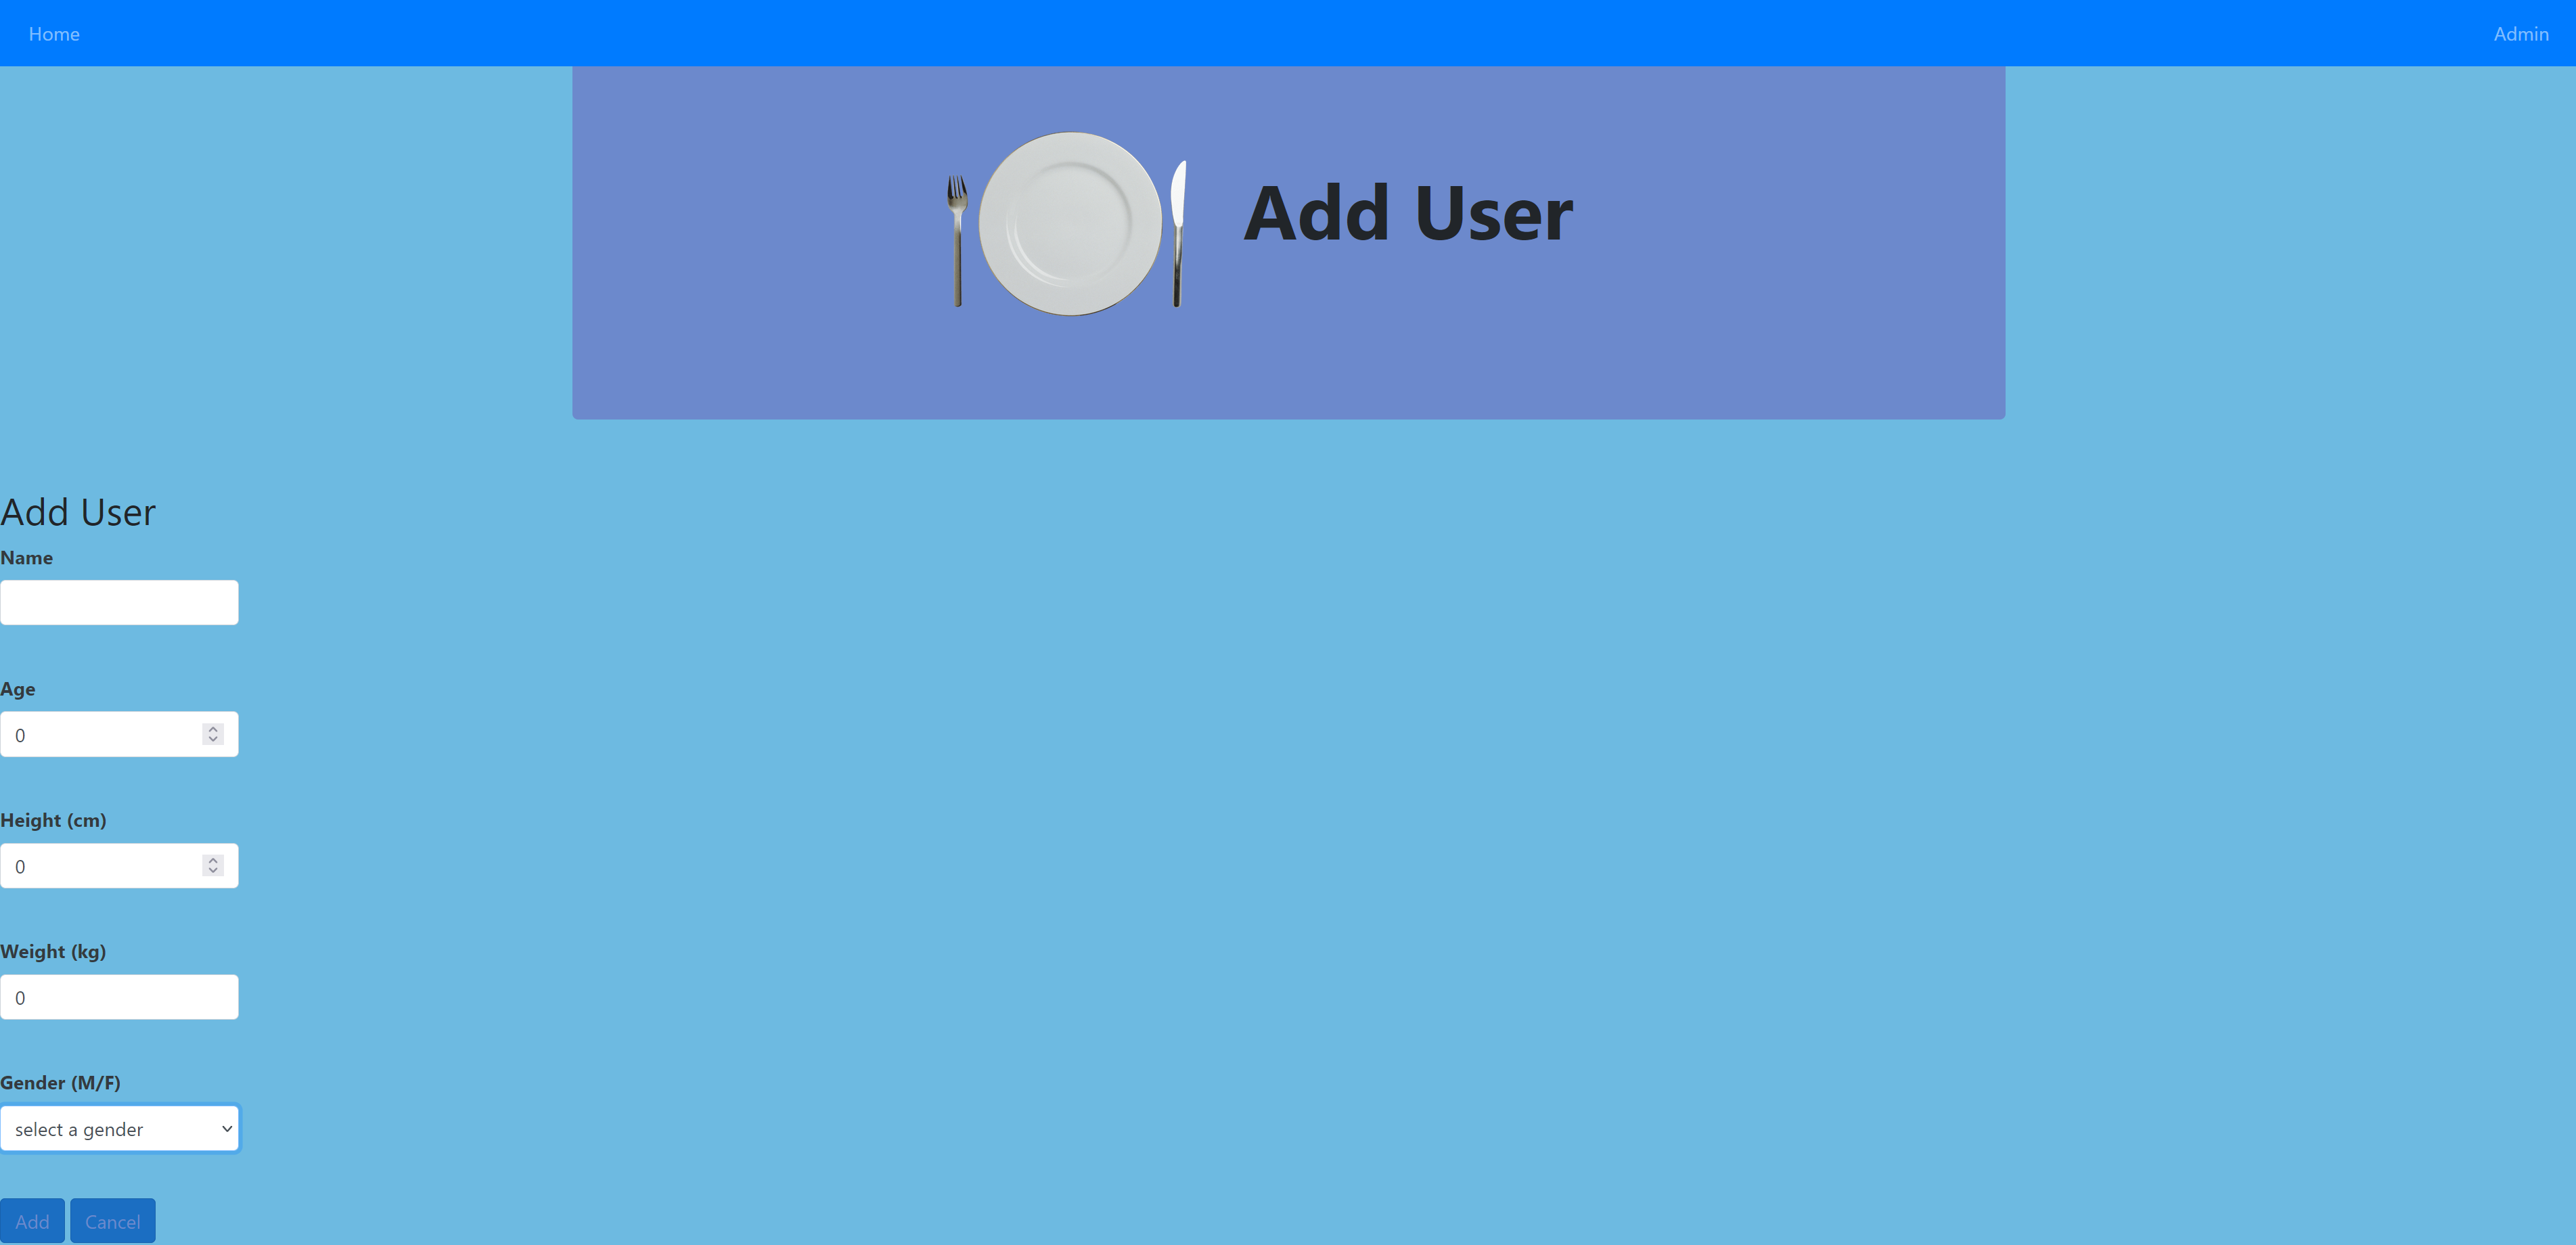 Home Admin
Add User
Add User
Name
Age
0
Height (cm)
0
Weight (kg)
0
Gender (M/F)
select a gender
Add Cancel